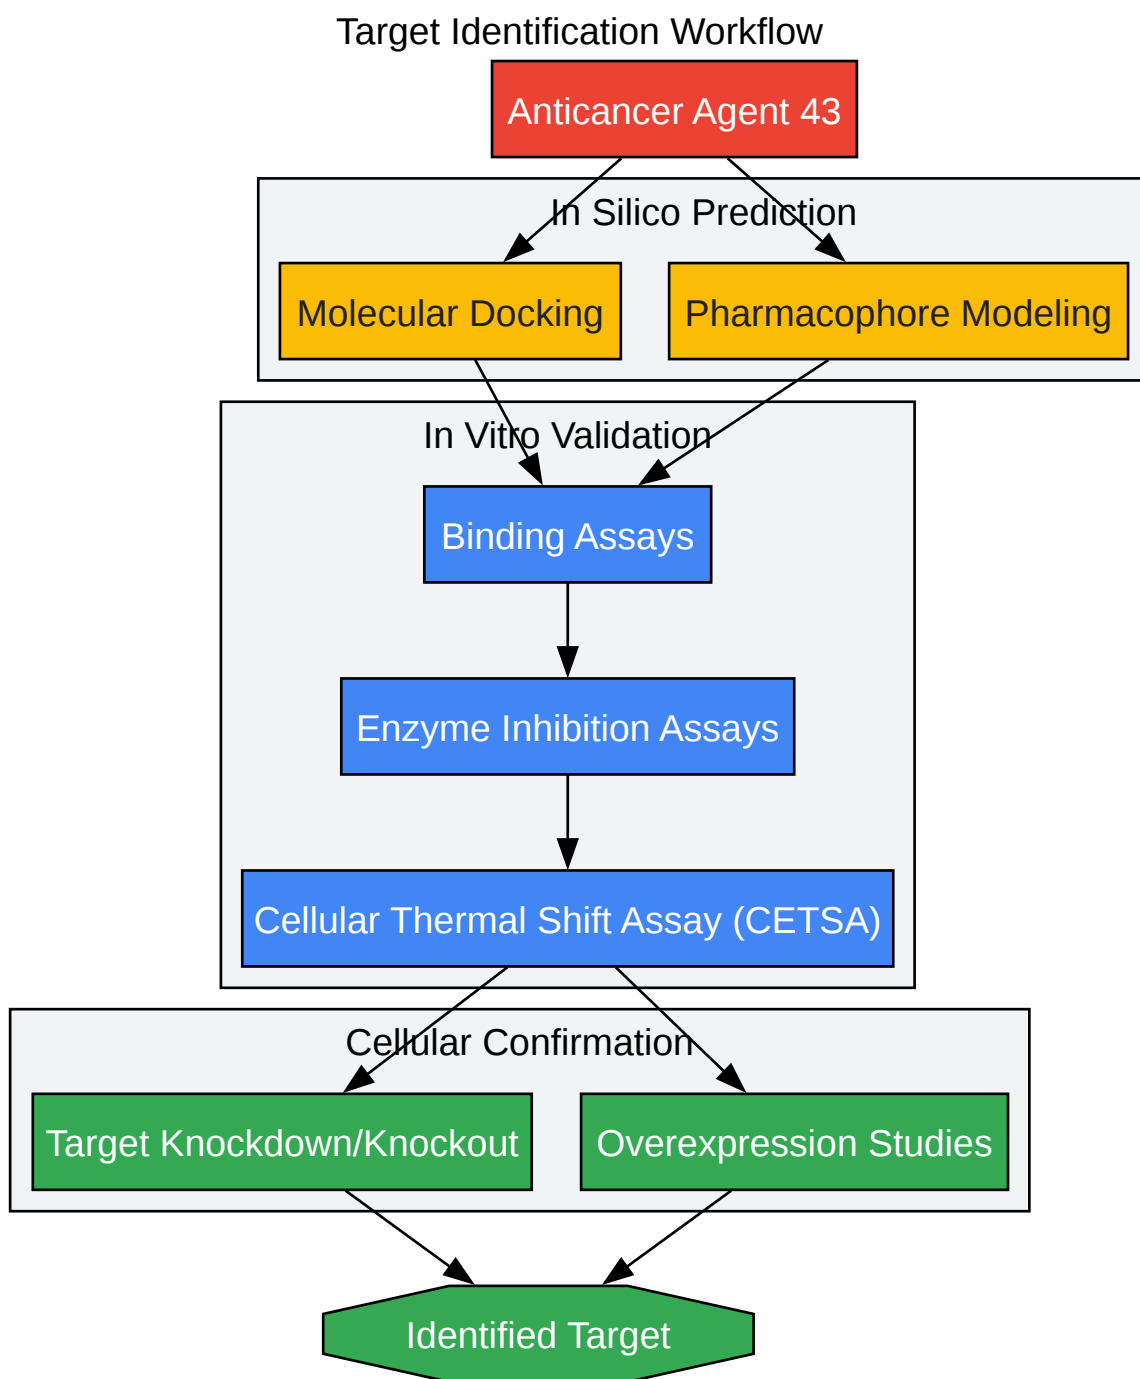 Target Identification Workflow
Anticancer Agent 43
In Silico Prediction
Molecular Docking
Pharmacophore Modeling
In Vitro Validation
Binding Assays
Enzyme Inhibition Assays
Cellular Thermal Shift Assay (CETSA)
Cellular Confirmation
Target Knockdown/Knockout
Overexpression Studies
Identified Target